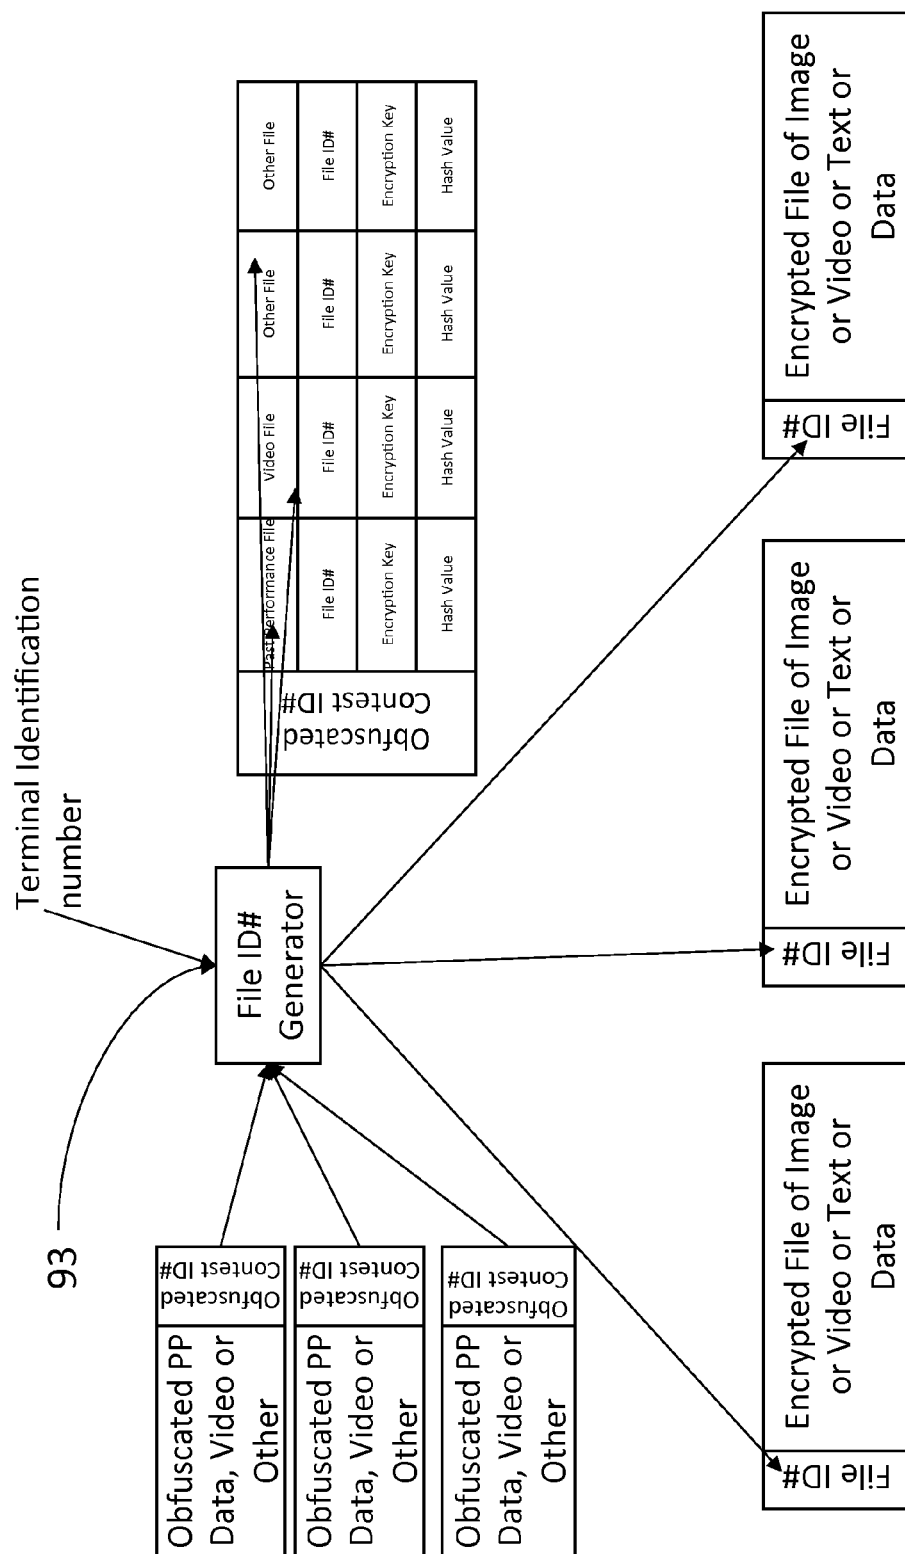 Terminal Identification
number
93
Obfuscated PP
Data, Video or
Other
Obfuscated
Contest ID#
Obfuscated PP
Data, Video or
Other
Obfuscated
Contest ID#
Obfuscated PP
Data, Video or
Other
Obfuscated
Contest ID#
File ID#
Generator
Obfuscated
Contest ID#
Past Performance File
Video File
Other File
Other File
File ID#
File ID#
File ID#
File ID#
Encryption Key
Encryption Key
Encryption Key
Encryption Key
Hash Value
Hash Value
Hash Value
Hash Value
File ID#
Encrypted File of Image
or Video or Text or
Data
File ID#
Encrypted File of Image
or Video or Text or
Data
File ID#
Encrypted File of Image
or Video or Text or
Data